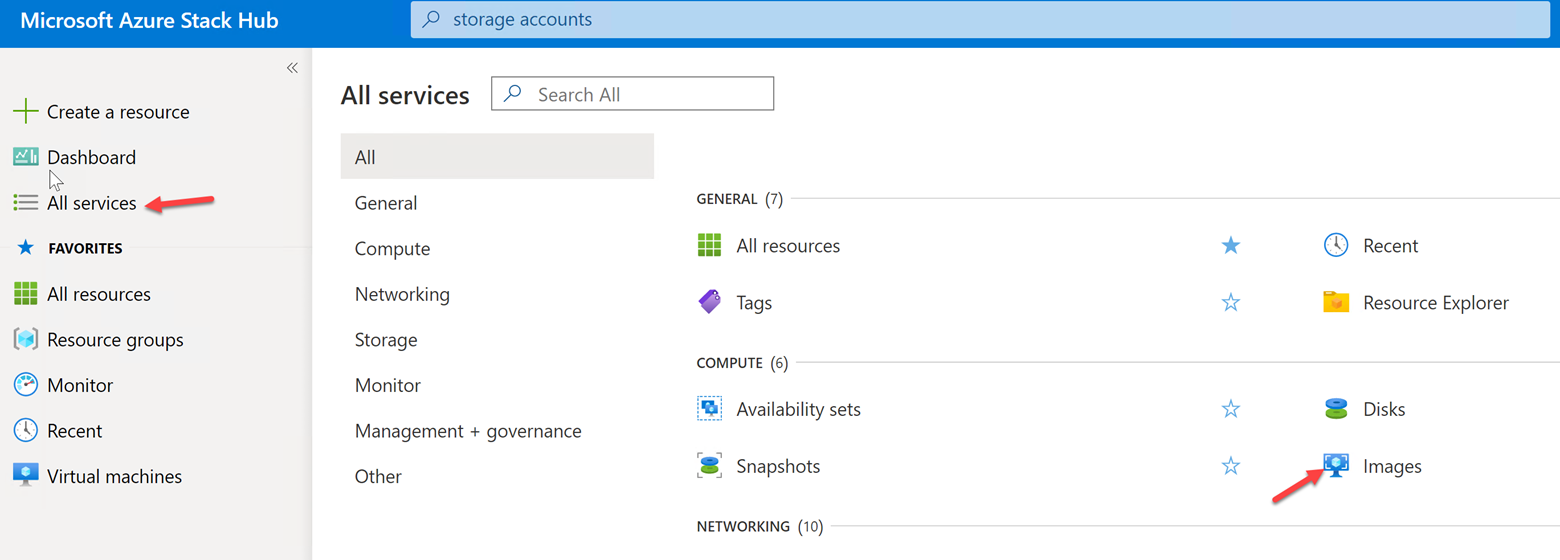 Microsoft Azure Stack Hub
storage accounts
«
Create a resource
Dashboard
All services
FAVORITES
All resources
Resource groups
Monitor
Recent
Virtual machines
All services
Search All
All
General
Compute
Networking
Storage
Monitor
Management + governance
Other
GENERAL (7)
All resources
Recent
Tags
Resource Explorer
COMPUTE (6)
Availability sets
Disks
Snapshots
Images
NETWORKING (10)